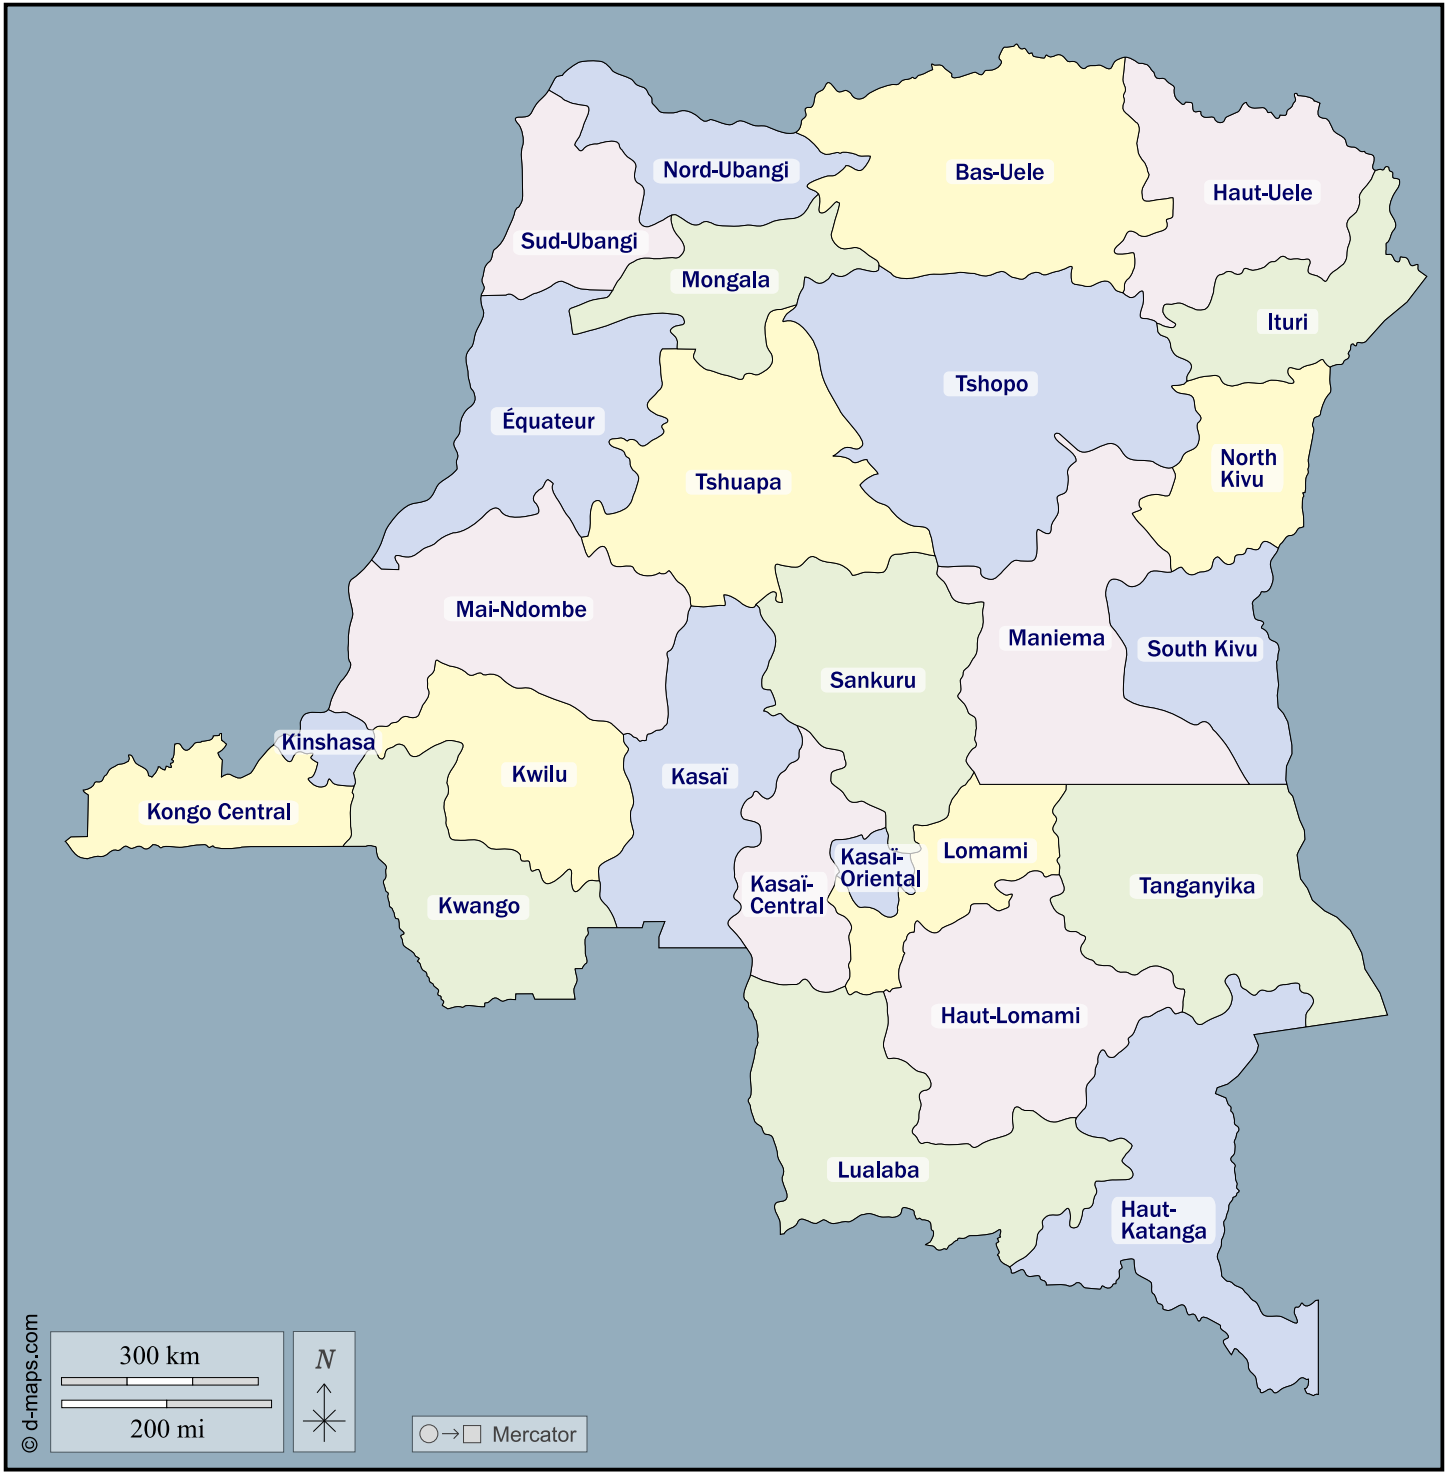 Nord-Ubangi
Bas-Uele
Haut-Uele
Sud-Ubangi
Mongala
Ituri
Tshopo
Équateur
Tshuapa
North
Kivu
Mai-Ndombe
Maniema
South Kivu
Sankuru
Kinshasa
Kwilu
Kasaï
Kongo Central
Lomami
Kasaï-
Oriental
Kasaï-
Central
Tanganyika
Kwango
Haut-Lomami
Lualaba
Haut-
Katanga
© d-maps.com
300 km
200 mi
N
Mercator